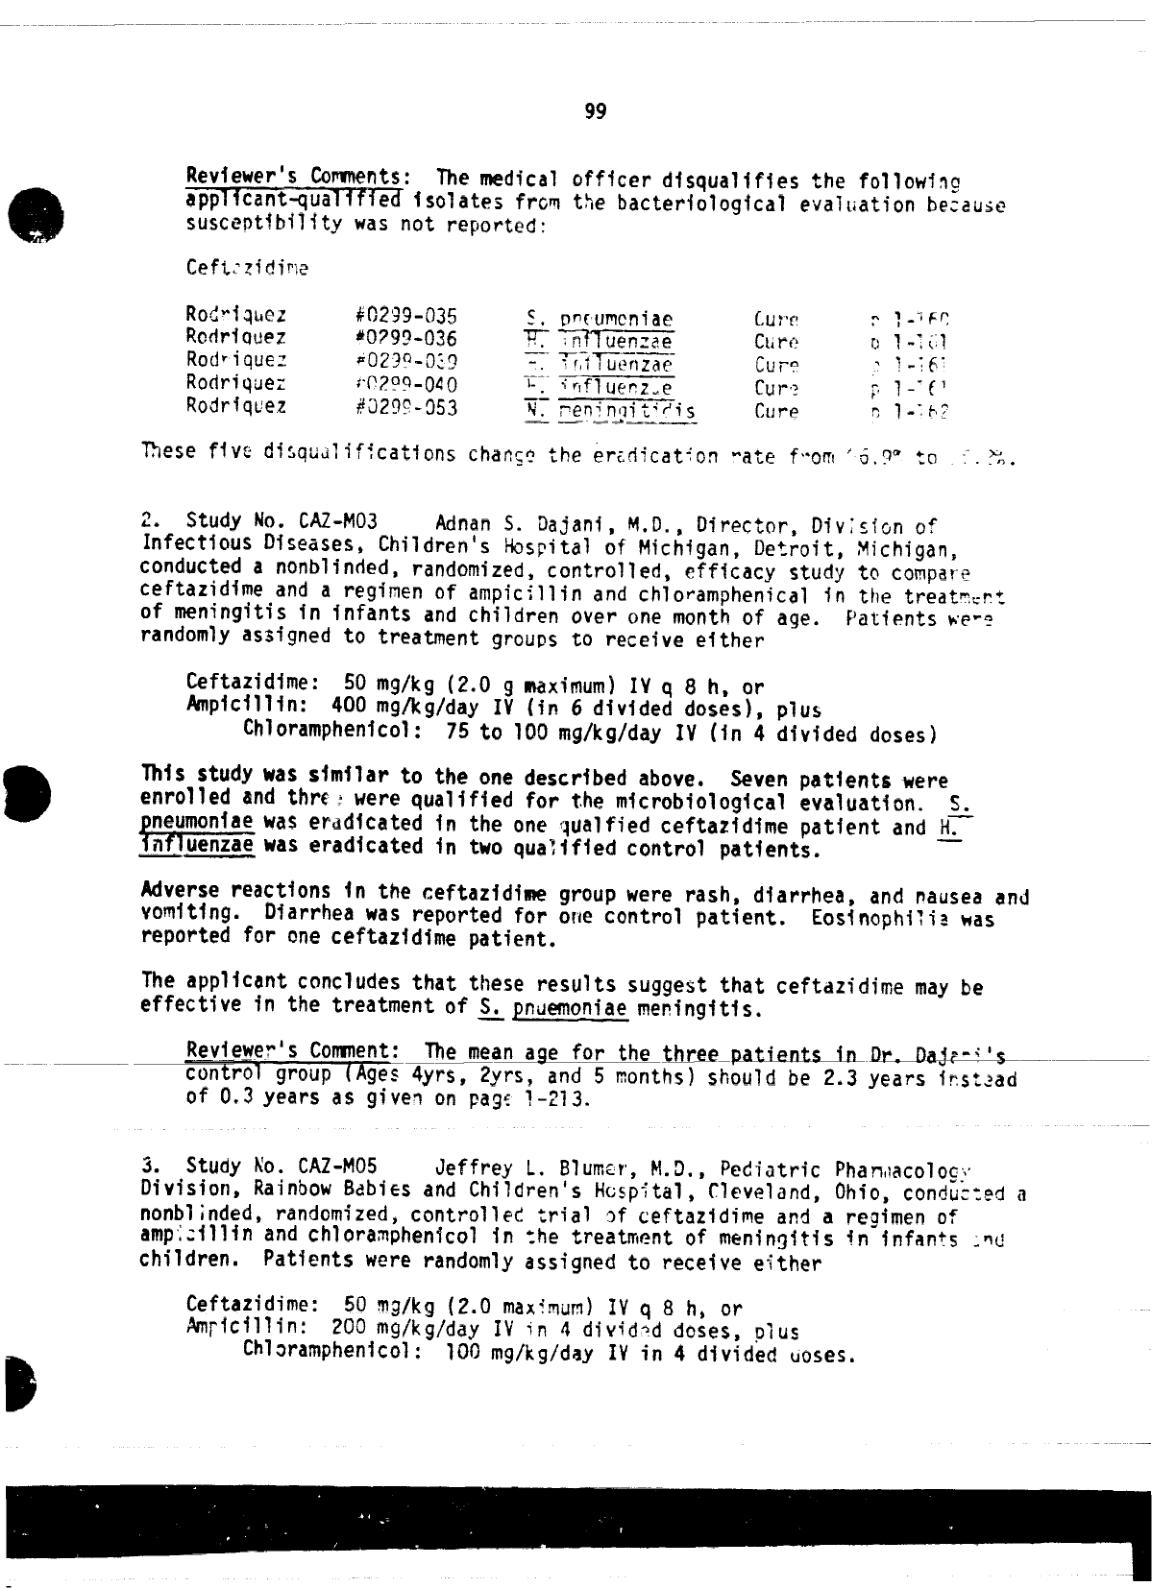 99
Reviewer's Comments: The medical officer disqualifies the following
applicant-qualified isolates from the bacteriological evaluation because
susceptibility was not reported:
Ceftazidime
Rodriquez #0299-035 S. pneumoniae Cure p 1-160
Rodriquez #0299-036 H. influenzae Cure p 1-161
Rodriquez #0299-039 H. influenzae Cure p 1-161
Rodriquez #0299-040 H. influenzae Cure p 1-161
Rodriquez #0299-053 N. meningitidis Cure p 1-162
These five disqualifications change the eradication rate from to
2. Study No. CAZ-M03 Adnan S. Dajani, M.D., Director, Division of
Infectious Diseases, Children's Hospital of Michigan, Detroit, Michigan,
conducted a nonblinded, randomized, controlled, efficacy study to compare
ceftazidime and a regimen of ampicillin and chloramphenical in the treatment
of meningitis in infants and children over one month of age. Patients were
randomly assigned to treatment groups to receive either
Ceftazidime: 50 mg/kg (2.0 g maximum) IV q 8 h, or
Ampicillin: 400 mg/kg/day IV (in 6 divided doses), plus
Chloramphenicol: 75 to 100 mg/kg/day IV (in 4 divided doses)
This study was similar to the one described above. Seven patients were
enrolled and three were qualified for the microbiological evaluation. S.
pneumoniae was eradicated in the one qualfied ceftazidime patient and H.
influenzae was eradicated in two qualified control patients.
Adverse reactions in the ceftazidime group were rash, diarrhea, and nausea and
vomiting. Diarrhea was reported for one control patient. Eosinophilia was
reported for one ceftazidime patient.
The applicant concludes that these results suggest that ceftazidime may be
effective in the treatment of S. pnuemoniae meningitis.
Reviewer's Comment: The mean age for the three patients in Dr. Dajani's
control group (Ages 4yrs, 2yrs, and 5 months) should be 2.3 years instead
of 0.3 years as given on page 1-213.
3. Study No. CAZ-M05 Jeffrey L. Blumer, M.D., Pediatric Pharmacology
Division, Rainbow Babies and Children's Hospital, Cleveland, Ohio, conducted a
nonblinded, randomized, controlled trial of ceftazidime and a regimen of
ampicillin and chloramphenicol in the treatment of meningitis in infants and
children. Patients were randomly assigned to receive either
Ceftazidime: 50 mg/kg (2.0 maximum) IV q 8 h, or
Ampicillin: 200 mg/kg/day IV in 4 divided doses, plus
Chloramphenicol: 100 mg/kg/day IV in 4 divided doses.